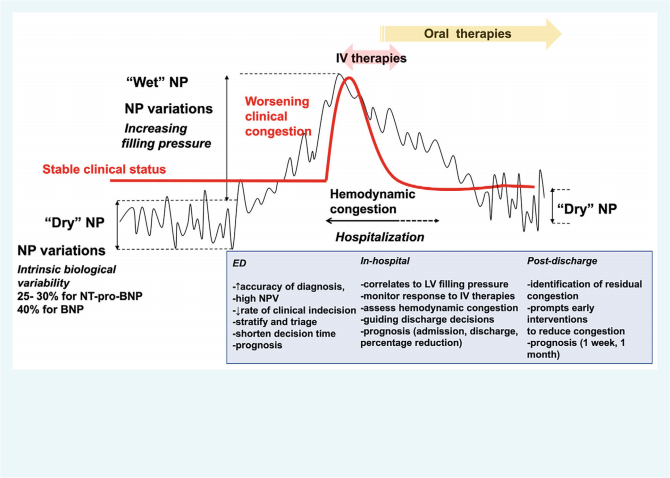 Oral therapies
IV therapies
“Wet” NP
NP variations
Increasing
filling pressure
Worsening
clinical
congestion
Stable clinical status
“Dry” NP
NP variations
Intrinsic biological
variability
25- 30% for NT-pro-BNP
40% for BNP
Hemodynamic
congestion
Hospitalization
“Dry” NP
ED
-↑accuracy of diagnosis,
-high NPV
-↓rate of clinical indecision
-stratify and triage
-shorten decision time
-prognosis
In-hospital
-correlates to LV filling pressure
-monitor response to IV therapies
-assess hemodynamic congestion
-guiding discharge decisions
-prognosis (admission, discharge,
percentage reduction)
Post-discharge
-identification of residual
congestion
-prompts early
interventions
to reduce congestion
-prognosis (1 week, 1
month)